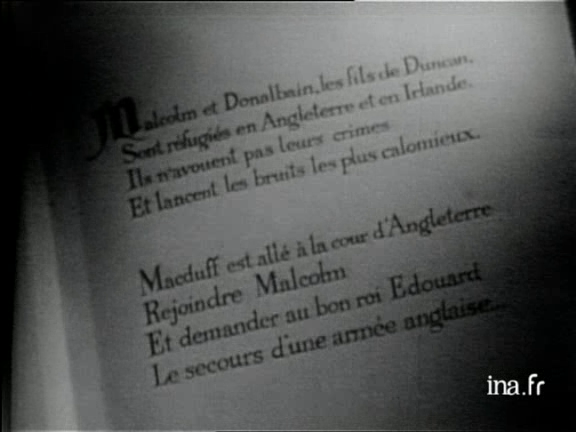 Malcolm et Donalbain, les fils de Duncan,
Sont réfugiés en Angleterre et en Irlande.
Ils n'avouent pas leurs crimes
Et lancent les bruits les plus calomieux.
Macduff est allé à la cour d'Angleterre
Rejoindre Malcolm
Et demander au bon roi Edouard
Le secours d'une armée anglaise...
ina.fr